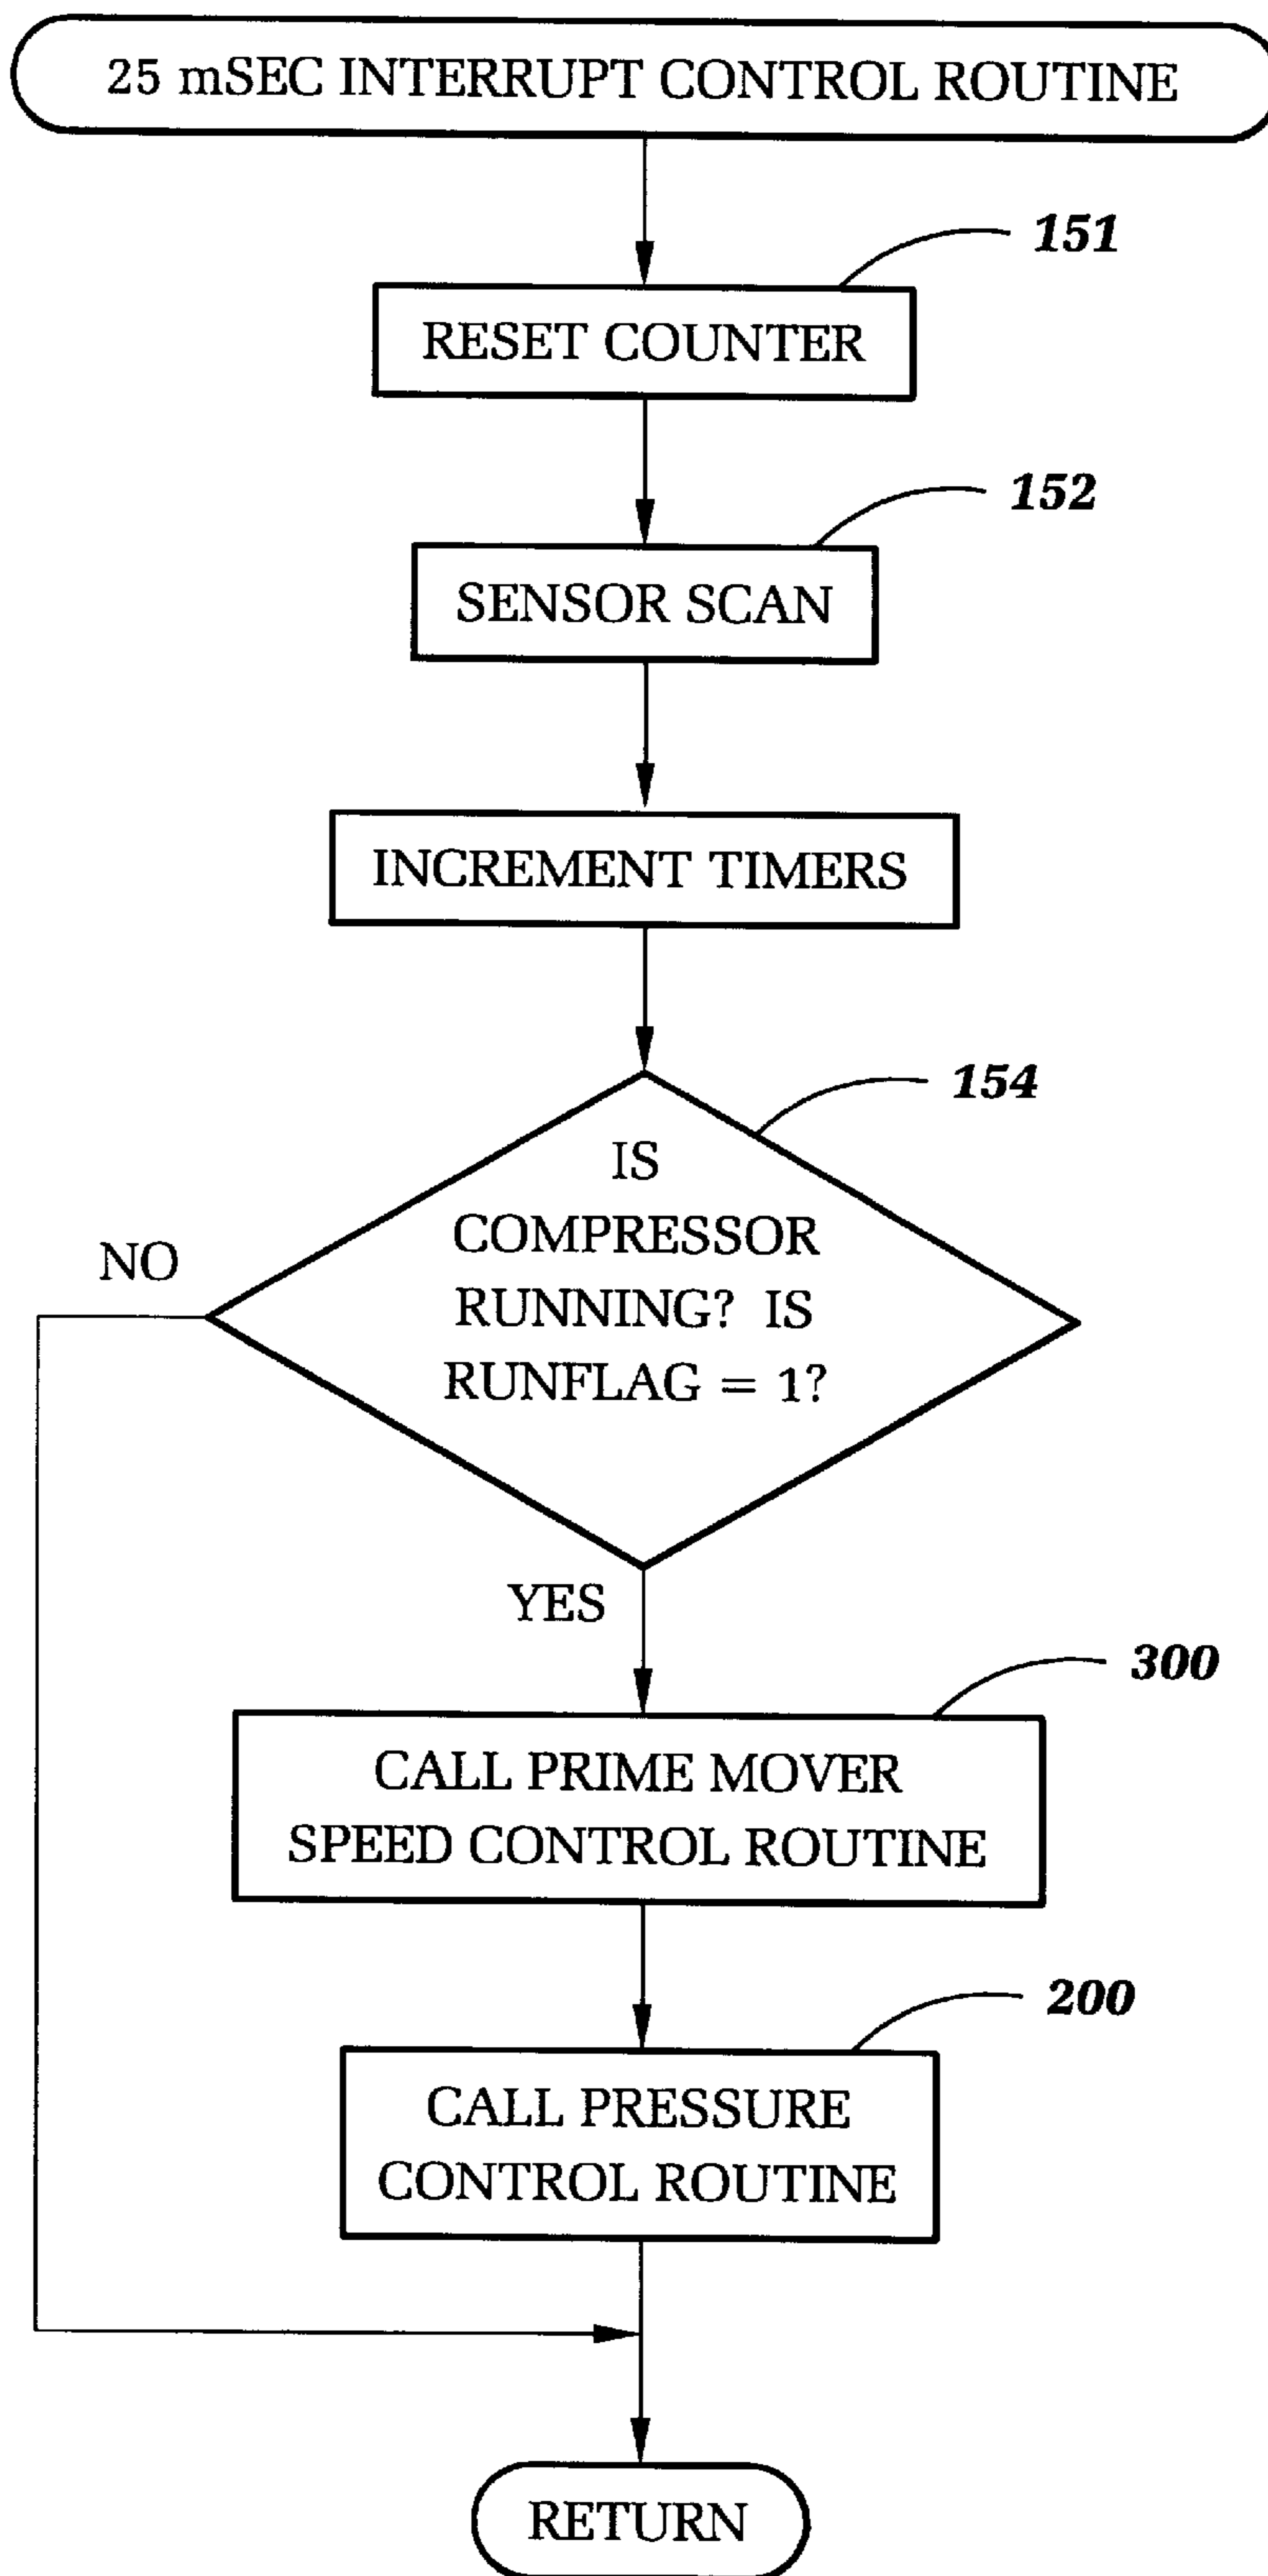 25 mSEC INTERRUPT CONTROL ROUTINE
151
RESET COUNTER
152
SENSOR SCAN
INCREMENT TIMERS
154
IS
COMPRESSOR
RUNNING? IS
RUNFLAG = 1?
NO
YES
300
CALL PRIME MOVER
SPEED CONTROL ROUTINE
200
CALL PRESSURE
CONTROL ROUTINE
RETURN